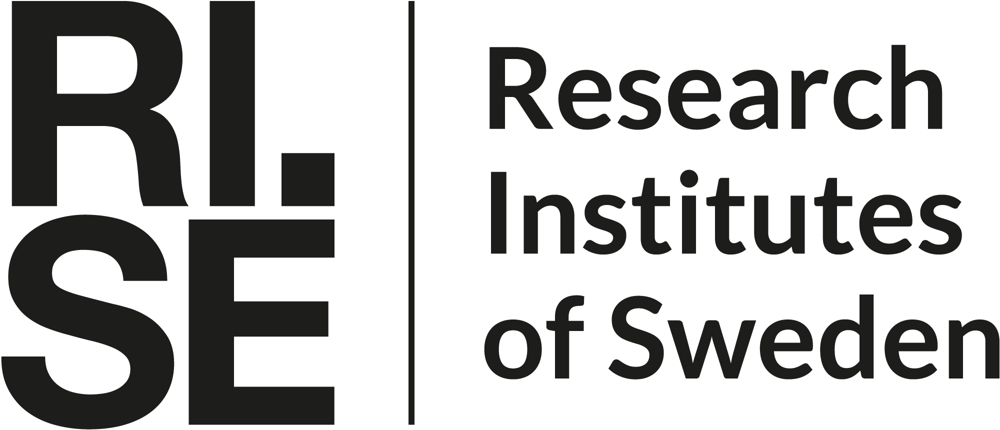 RI.
SE
Research
Institutes
of Sweden